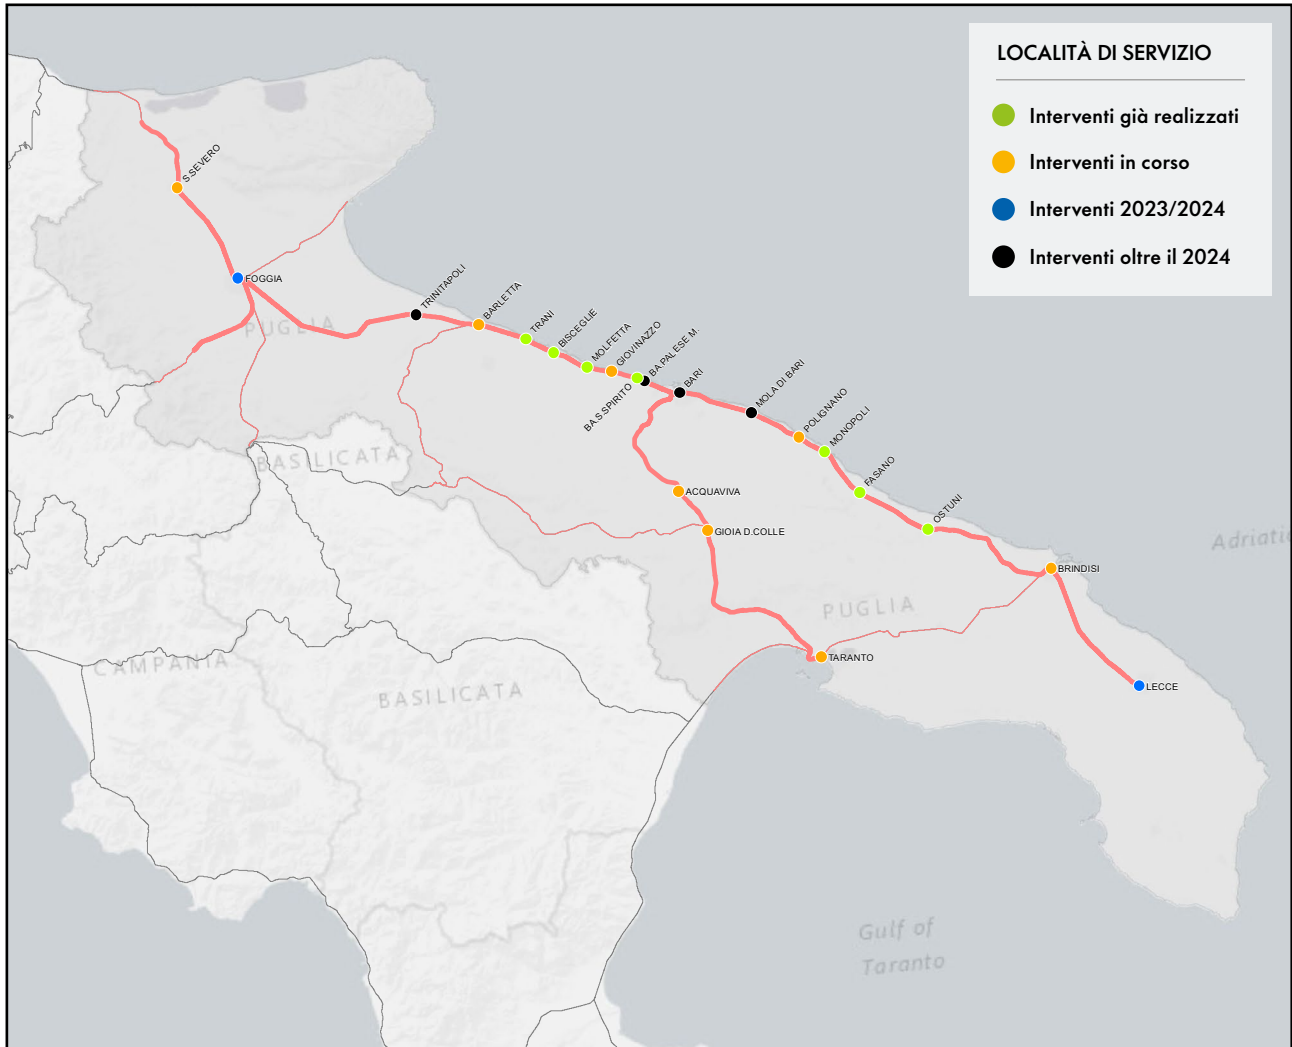 LOCALITÀ DI SERVIZIO
Interventi già realizzati
Interventi in corso
Interventi 2023/2024
Interventi oltre il 2024
S.SEVERO
FOGGIA
TRINITAPOLI
BARLETTA
TRANI
BISCEGLIE
MOLFETTA
GIOVINAZZO
BA.S.SPIRITO
BA.PALESE M.
BARI
MOLA DI BARI
POLIGNANO
MONOPOLI
FASANO
OSTUNI
BRINDISI
LECCE
ACQUAVIVA
GIOIA D.COLLE
TARANTO
PUGLIA
BASILICATA
PUGLIA
CAMPANIA
BASILICATA
Gulf of
Taranto